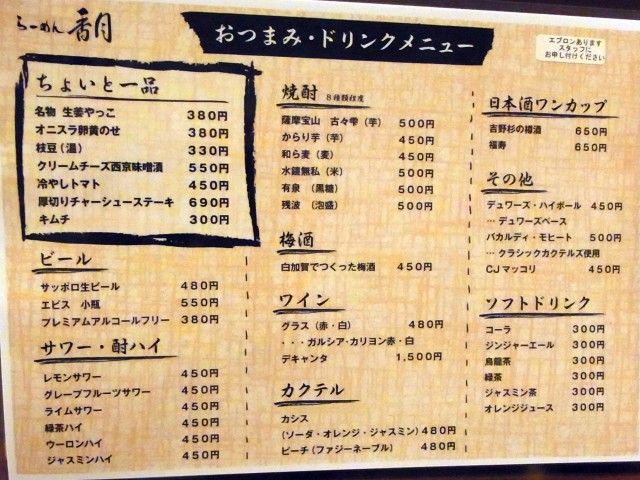 らーめん 香月
おつまみ・ドリンクメニュー
エプロンあります
スタッフに
お申し付けください
ちょいと一品
名物 生姜やっこ 380円
オニスラ卵黄のせ 380円
枝豆（温） 330円
クリームチーズ西京味噌漬 550円
冷やしトマト 450円
厚切りチャーシューステーキ 690円
キムチ 300円
ビール
サッポロ生ビール 480円
エビス 小瓶 550円
プレミアムアルコールフリー 380円
サワー・酎ハイ
レモンサワー 450円
グレープフルーツサワー 450円
ライムサワー 450円
緑茶ハイ 450円
ウーロンハイ 450円
ジャスミンハイ 450円
焼酎 8種類程度
薩摩宝山 古々雫（芋） 500円
からり芋（芋） 450円
和ら麦（麦） 450円
水鏡無私（米） 500円
有泉（黒糖） 500円
残波（泡盛） 500円
梅酒
白加賀でつくった梅酒 450円
ワイン
グラス（赤・白） 480円
・・・ガルシア・カリヨン赤・白
デキャンタ 1,500円
カクテル
カシス
（ソーダ・オレンジ・ジャスミン） 480円
ピーチ（ファジーネーブル） 480円
日本酒ワンカップ
吉野杉の樽酒 650円
福寿 650円
その他
デュワーズ・ハイボール 450円
… デュワーズベース
バカルディ・モヒート 500円
… クラシックカクテルズ使用
CJマッコリ 450円
ソフトドリンク
コーラ 300円
ジンジャーエール 300円
烏龍茶 300円
緑茶 300円
ジャスミン茶 300円
オレンジジュース 300円